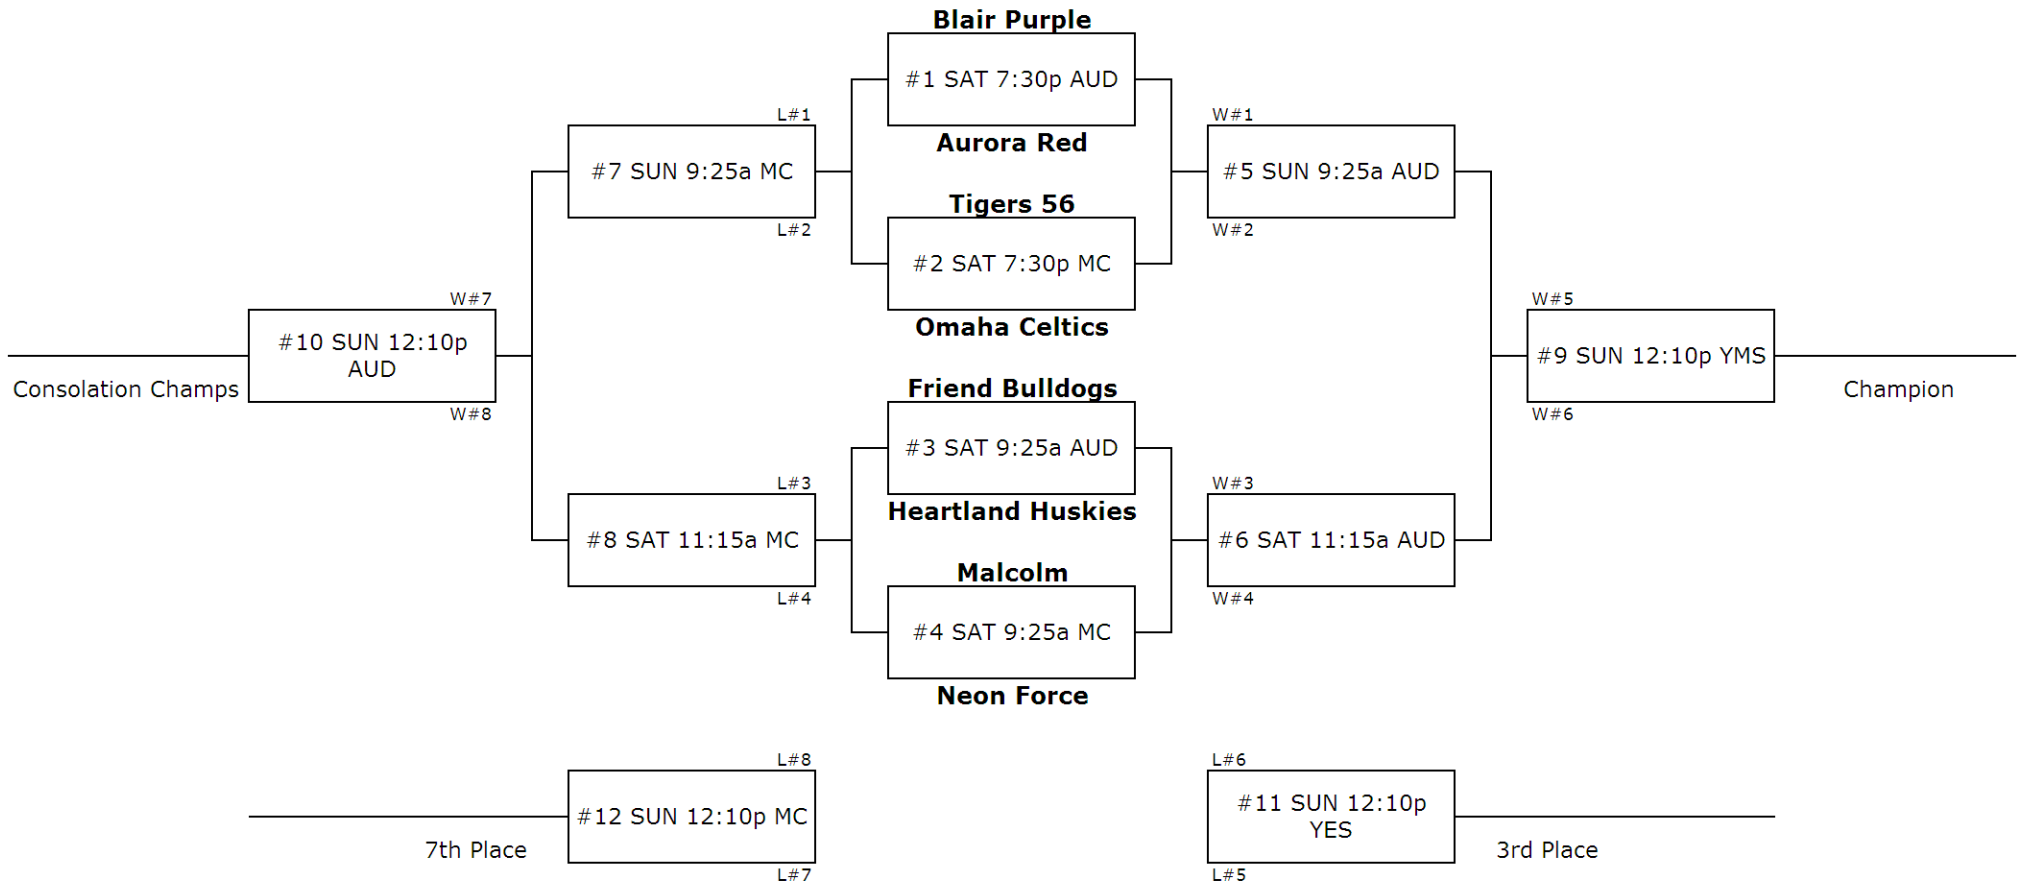 Blair Purple
#1 SAT 7:30p AUD
L#1
W#1
Aurora Red
#7 SUN 9:25a MC
#5 SUN 9:25a AUD
Tigers 56
L#2
W#2
#2 SAT 7:30p MC
W#7
W#5
Omaha Celtics
#10 SUN 12:10p
AUD
#9 SUN 12:10p YMS
Consolation Champs
Friend Bulldogs
Champion
W#8
W#6
#3 SAT 9:25a AUD
L#3
W#3
Heartland Huskies
#8 SAT 11:15a MC
#6 SAT 11:15a AUD
Malcolm
L#4
W#4
#4 SAT 9:25a MC
Neon Force
L#8
L#6
#12 SUN 12:10p MC
#11 SUN 12:10p
YES
7th Place
3rd Place
L#7
L#5